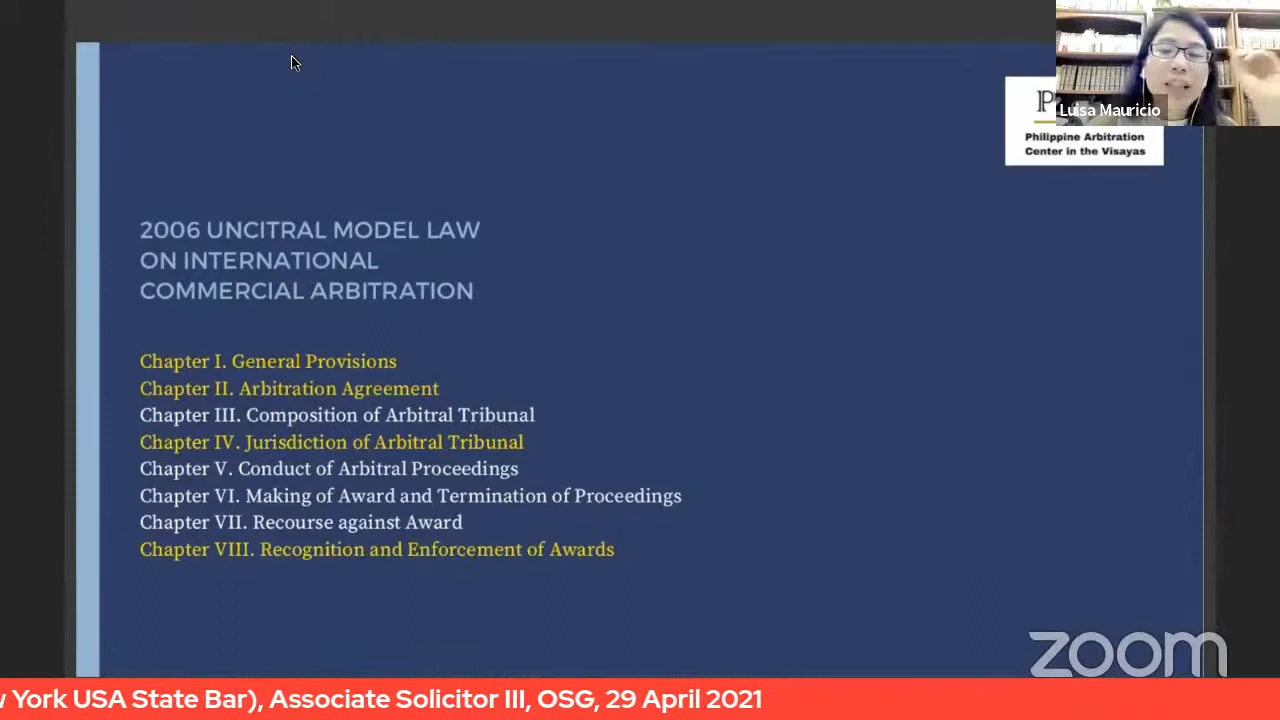 Luisa Mauricio
Philippine Arbitration
Center in the Visayas
2006 UNCITRAL MODEL LAW
ON INTERNATIONAL
COMMERCIAL ARBITRATION
Chapter I. General Provisions
Chapter II. Arbitration Agreement
Chapter III. Composition of Arbitral Tribunal
Chapter IV. Jurisdiction of Arbitral Tribunal
Chapter V. Conduct of Arbitral Proceedings
Chapter VI. Making of Award and Termination of Proceedings
Chapter VII. Recourse against Award
Chapter VIII. Recognition and Enforcement of Awards
zoom
York USA State Bar), Associate Solicitor III, OSG, 29 April 2021